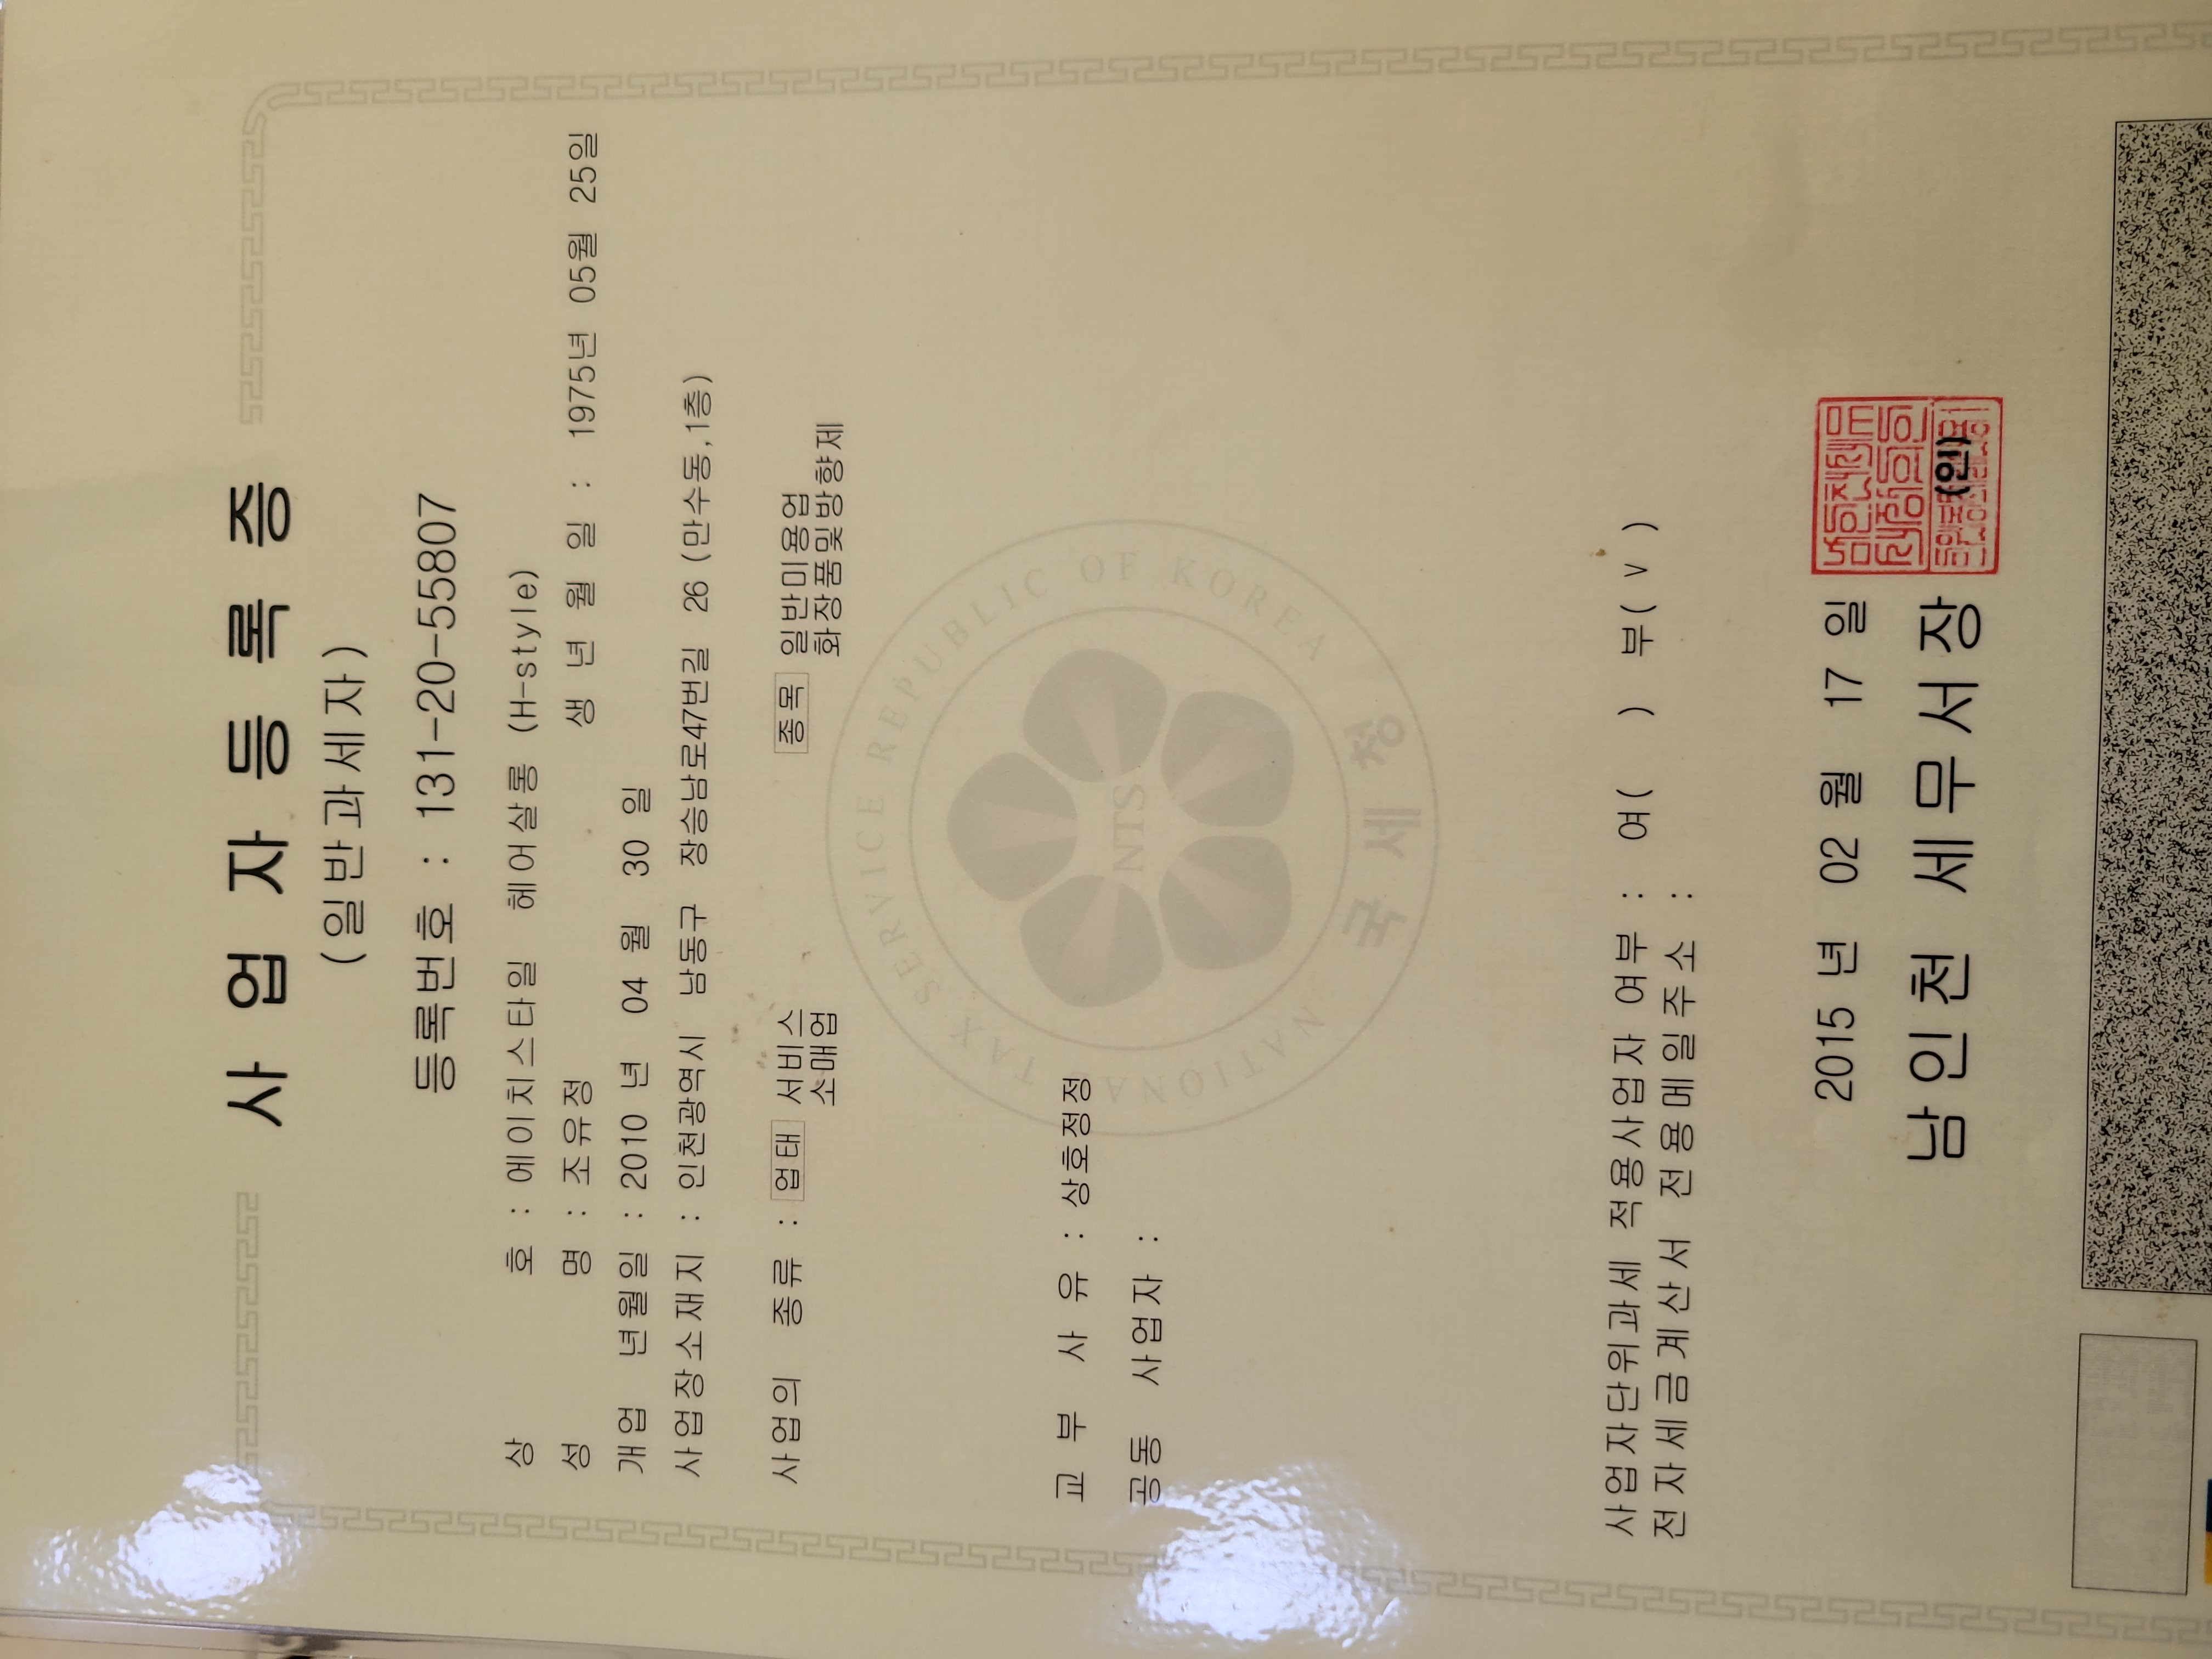 사업자등록증
(일반과세자)
등록번호 : 131-20-55807
상 호 : 에이치스타일 헤어살롱 (H-style)
성 명 : 조유정 생 년 월 일 : 1975년 05월 25일
개업 년월일 : 2010 년 04 월 30 일
사업장소재지 : 인천광역시 남동구 장승남로47번길 26 (만수동,1층)
사업의 종류 : 업태 서비스 종목 일반미용업
소매업 화장품및방향제
교 부 사 유 : 상호정정
공동 사업자 :
NATIONAL TAX SERVICE REPUBLIC OF KOREA
NTS
국세청
사업자단위과세 적용사업자 여부 : 여( ) 부( v )
전자세금계산서 전용메일주소 :
2015 년 02 월 17 일
남인천 세무서장 (인)